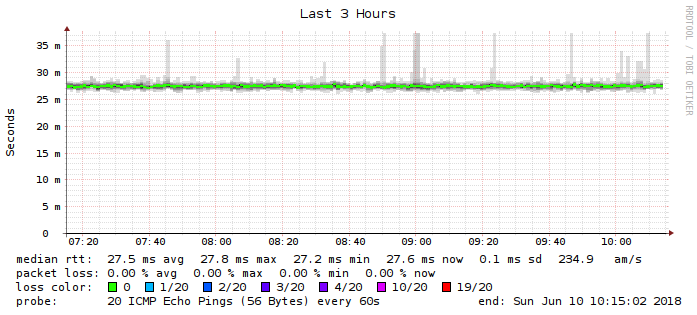 Last 3 Hours
RRDTOOL / TOBI OETIKER
Seconds
35 m
30 m
25 m
20 m
15 m
10 m
5 m
0
07:20 07:40 08:00 08:20 08:40 09:00 09:20 09:40 10:00
median rtt: 27.5 ms avg 27.8 ms max 27.2 ms min 27.6 ms now 0.1 ms sd 234.9 am/s
packet loss: 0.00 % avg 0.00 % max 0.00 % min 0.00 % now
loss color: 0 1/20 2/20 3/20 4/20 10/20 19/20
probe: 20 ICMP Echo Pings (56 Bytes) every 60s end: Sun Jun 10 10:15:02 2018